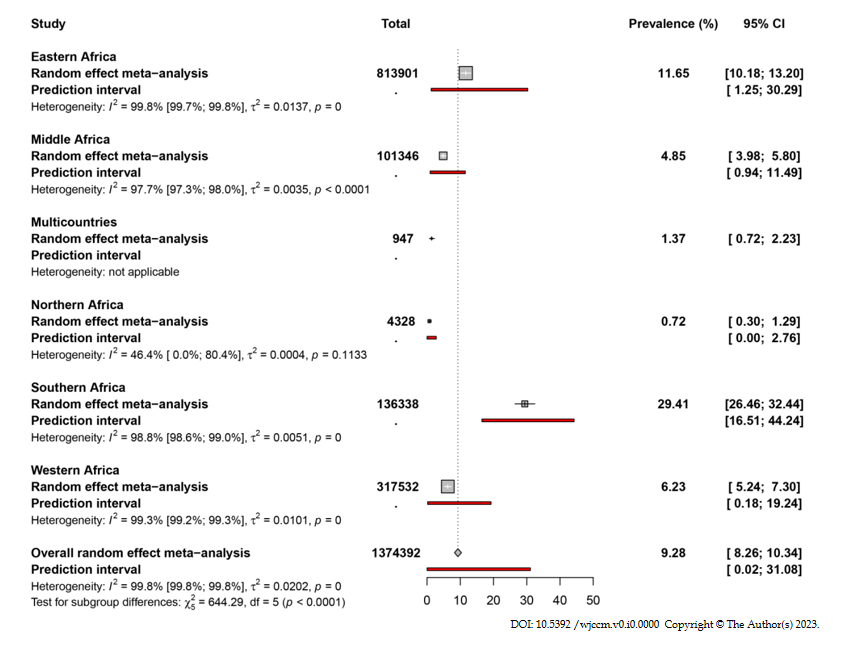 Study Total Prevalence (%) 95% CI
Eastern Africa
Random effect meta−analysis 813901 11.65 [10.18; 13.20]
Prediction interval . [ 1.25; 30.29]
Heterogeneity: I² = 99.8% [99.7%; 99.8%], τ² = 0.0137, p = 0
Middle Africa
Random effect meta−analysis 101346 4.85 [ 3.98; 5.80]
Prediction interval . [ 0.94; 11.49]
Heterogeneity: I² = 97.7% [97.3%; 98.0%], τ² = 0.0035, p < 0.0001
Multicountries
Random effect meta−analysis 947 1.37 [ 0.72; 2.23]
Prediction interval .
Heterogeneity: not applicable
Northern Africa
Random effect meta−analysis 4328 0.72 [ 0.30; 1.29]
Prediction interval . [ 0.00; 2.76]
Heterogeneity: I² = 46.4% [ 0.0%; 80.4%], τ² = 0.0004, p = 0.1133
Southern Africa
Random effect meta−analysis 136338 29.41 [26.46; 32.44]
Prediction interval . [16.51; 44.24]
Heterogeneity: I² = 98.8% [98.6%; 99.0%], τ² = 0.0051, p = 0
Western Africa
Random effect meta−analysis 317532 6.23 [ 5.24; 7.30]
Prediction interval . [ 0.18; 19.24]
Heterogeneity: I² = 99.3% [99.2%; 99.3%], τ² = 0.0101, p = 0
Overall random effect meta−analysis 1374392 9.28 [ 8.26; 10.34]
Prediction interval [ 0.02; 31.08]
Heterogeneity: I² = 99.8% [99.8%; 99.8%], τ² = 0.0202, p = 0
Test for subgroup differences: χ²₅ = 644.29, df = 5 (p < 0.0001)
0 10 20 30 40 50
DOI: 10.5392 /wjccm.v0.i0.0000 Copyright © The Author(s) 2023.